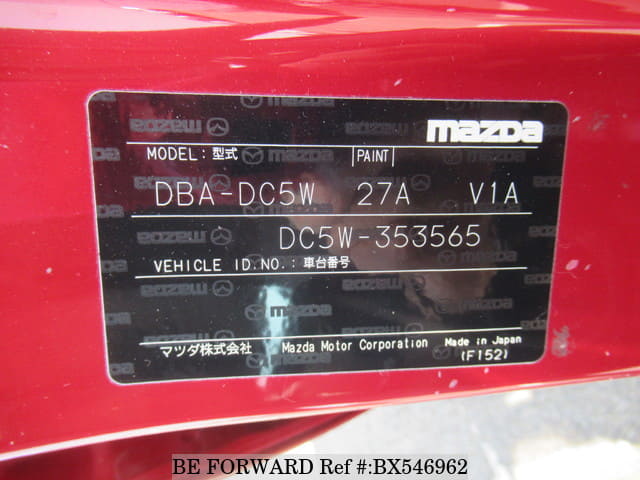 mazDa
MODEL: 型式 PAINT
DBA-DC5W 27A V1A
DC5W-353565
VEHICLE ID.NO.: 車台番号
マツダ株式会社 Mazda Motor Corporation Made in Japan
(F152)
BE FORWARD Ref #:BX546962